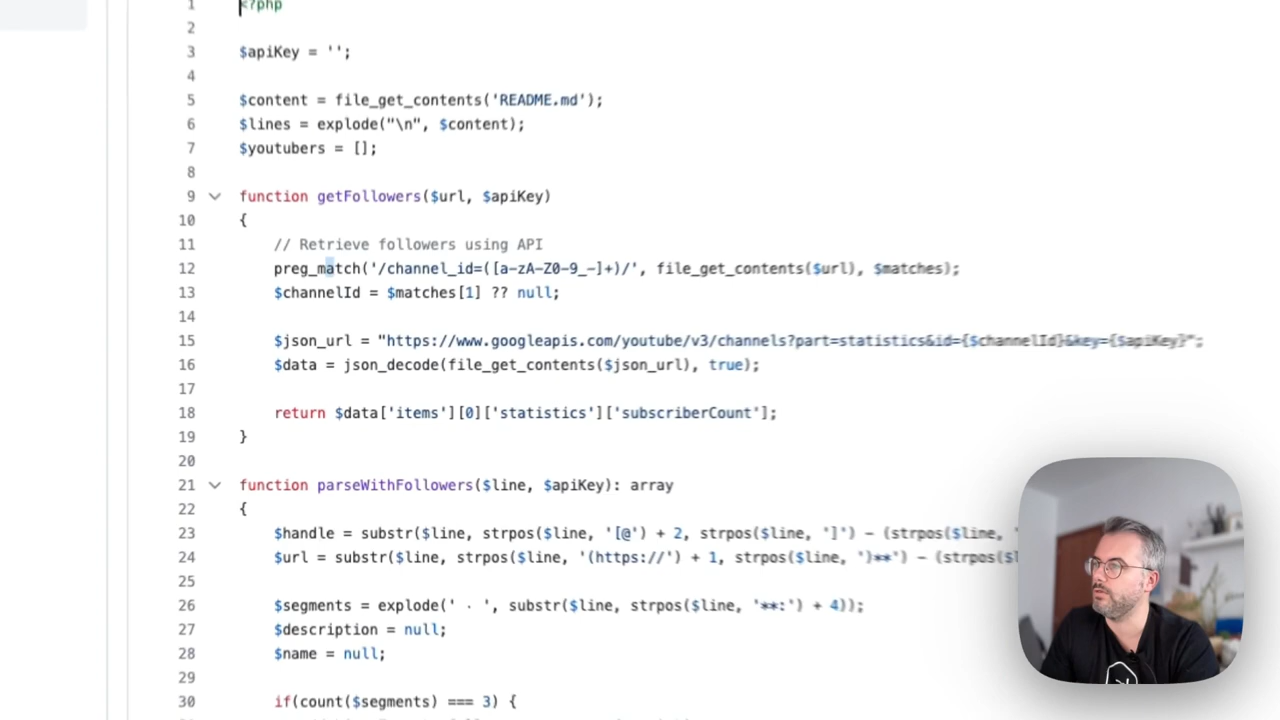 1 <?php
2
3 $apiKey = '';
4
5 $content = file_get_contents('README.md');
6 $lines = explode("\n", $content);
7 $youtubers = [];
8
9 function getFollowers($url, $apiKey)
10 {
11 // Retrieve followers using API
12 preg_match('/channel_id=([a-zA-Z0-9_-]+)/', file_get_contents($url), $matches);
13 $channelId = $matches[1] ?? null;
14
15 $json_url = "https://www.googleapis.com/youtube/v3/channels?part=statistics&id={$channelId}&key={$apiKey}";
16 $data = json_decode(file_get_contents($json_url), true);
17
18 return $data['items'][0]['statistics']['subscriberCount'];
19 }
20
21 function parseWithFollowers($line, $apiKey): array
22 {
23 $handle = substr($line, strpos($line, '[@') + 2, strpos($line, ']') - (strpos($line,
24 $url = substr($line, strpos($line, '(https://') + 1, strpos($line, ')**') - (strpos(
25
26 $segments = explode(' · ', substr($line, strpos($line, '**:') + 4));
27 $description = null;
28 $name = null;
29
30 if(count($segments) === 3) {